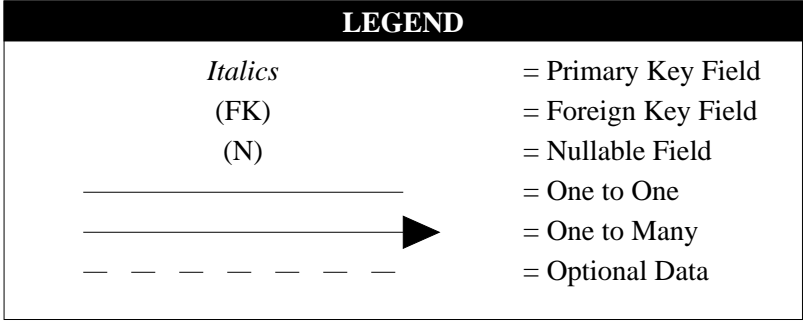 LEGEND
Italics = Primary Key Field
(FK) = Foreign Key Field
(N) = Nullable Field
= One to One
= One to Many
= Optional Data